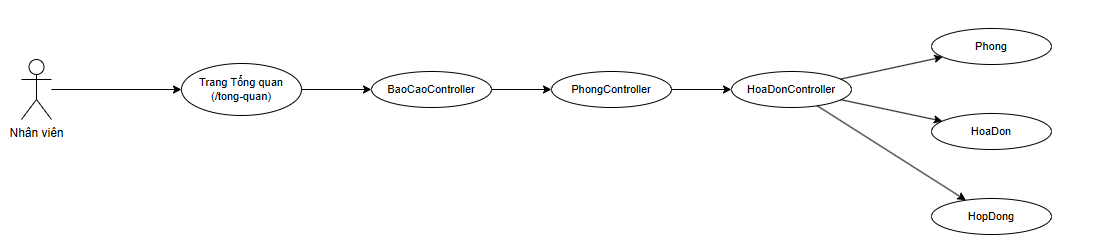 Nhân viên
Trang Tổng quan
(/tong-quan)
BaoCaoController
PhongController
HoaDonController
Phong
HoaDon
HopDong